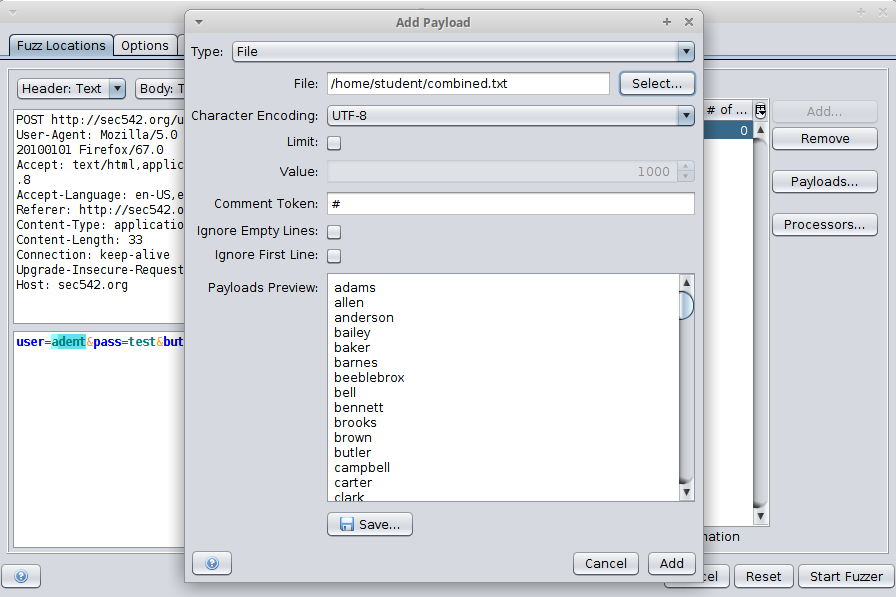 Add Payload
Fuzz Locations
Options
Type:
File
File:
/home/student/combined.txt
Select...
Header: Text
Body: T
Character Encoding:
UTF-8
# of ...
Add...
Limit:
0
Remove
Value:
1000
Payloads...
Comment Token:
#
Processors...
Ignore Empty Lines:
Ignore First Line:
POST http://sec542.org/u
User-Agent: Mozilla/5.0
20100101 Firefox/67.0
Accept: text/html,applic
.8
Accept-Language: en-US,e
Referer: http://sec542.o
Content-Type: applicatio
Content-Length: 33
Connection: keep-alive
Upgrade-Insecure-Request
Host: sec542.org
user=adent&pass=test&but
Payloads Preview:
adams
allen
anderson
bailey
baker
barnes
beeblebrox
bell
bennett
brooks
brown
butler
campbell
carter
clark
Save...
Cancel
Add
nation
cel
Reset
Start Fuzzer